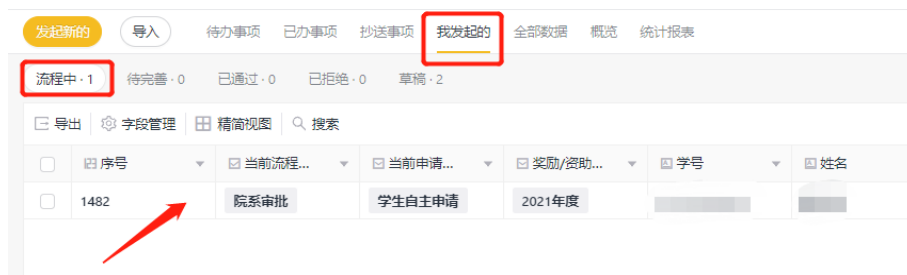 发起新的 导入 待办事项 已办事项 抄送事项 我发起的 全部数据 概览 统计报表
流程中·1 待完善·0 已通过·0 已拒绝·0 草稿·2
导出 字段管理 精简视图 搜索
序号 当前流程... 当前申请... 奖励/资助... 学号 姓名
1482 院系审批 学生自主申请 2021年度